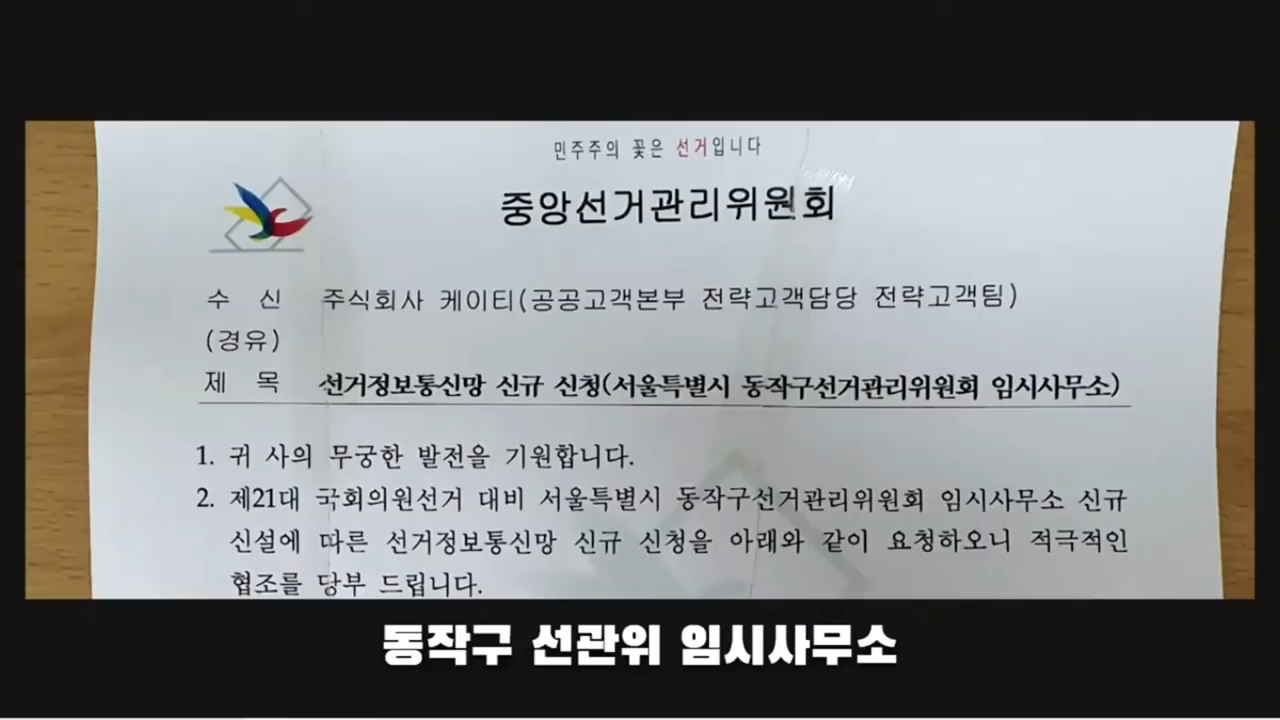 민주주의 꽃은 선거입니다
중앙선거관리위원회
수 신 주식회사 케이티(공공고객본부 전략고객담당 전략고객팀)
(경유)
제 목 선거정보통신망 신규 신청(서울특별시 동작구선거관리위원회 임시사무소)
1. 귀 사의 무궁한 발전을 기원합니다.
2. 제21대 국회의원선거 대비 서울특별시 동작구선거관리위원회 임시사무소 신규
신설에 따른 선거정보통신망 신규 신청을 아래와 같이 요청하오니 적극적인
협조를 당부 드립니다.
동작구 선관위 임시사무소